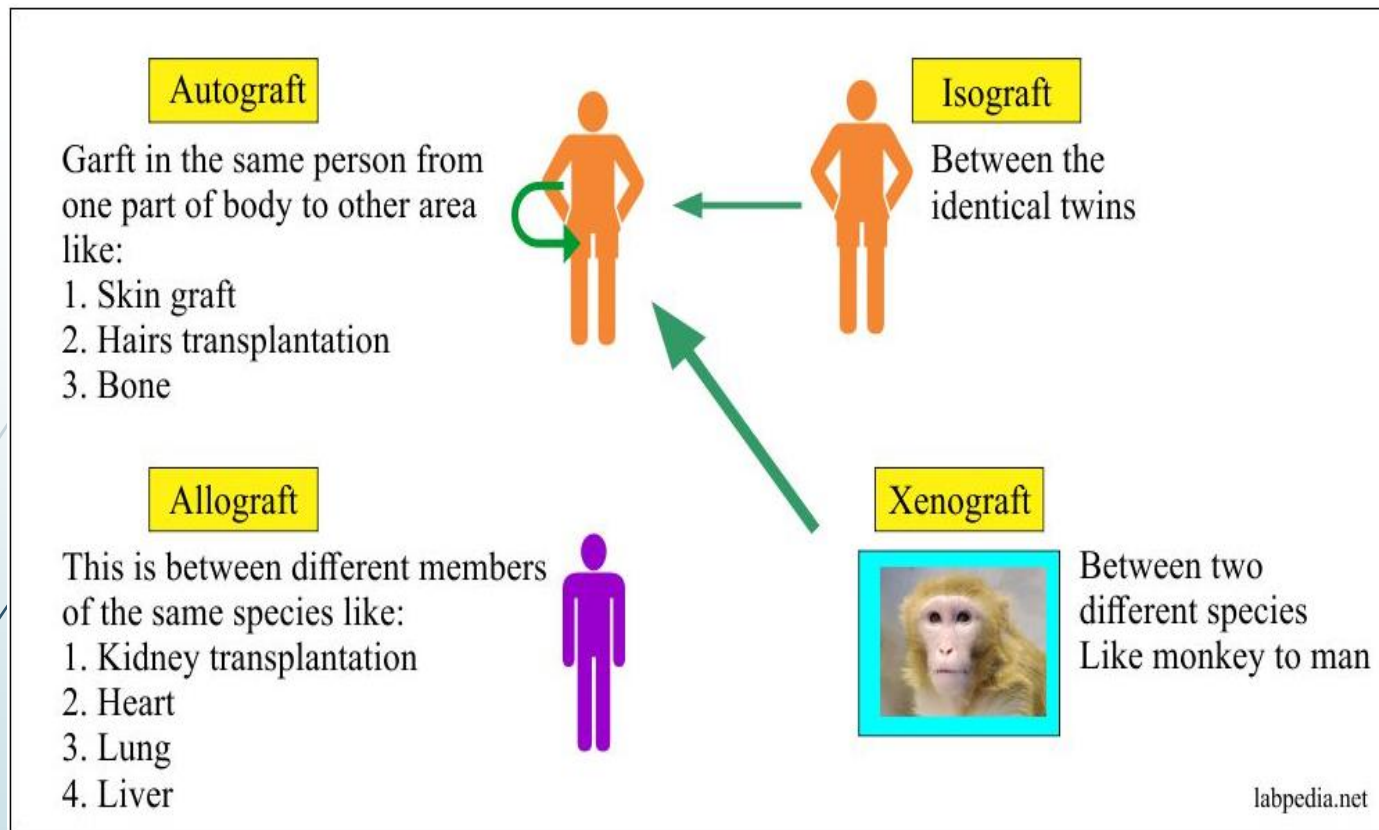 Autograft
Garft in the same person from
one part of body to other area
like:
1. Skin graft
2. Hairs transplantation
3. Bone
Isograft
Between the
identical twins
Allograft
This is between different members
of the same species like:
1. Kidney transplantation
2. Heart
3. Lung
4. Liver
Xenograft
Between two
different species
Like monkey to man
labpedia.net